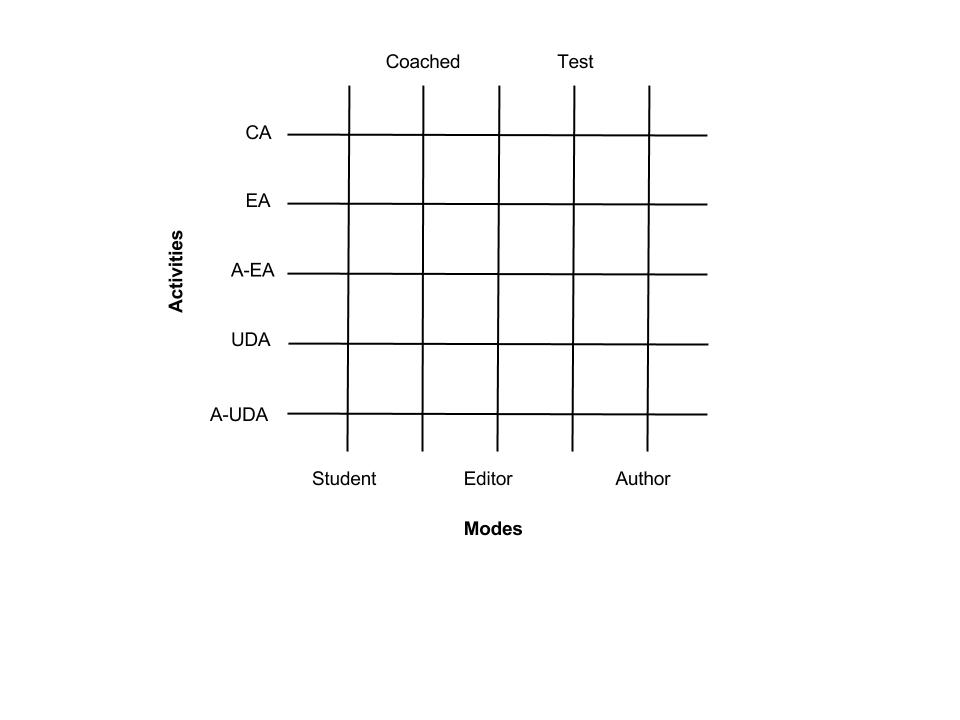 Coached Test
CA
EA
Activities
A-EA
UDA
A-UDA
Student Editor Author
Modes